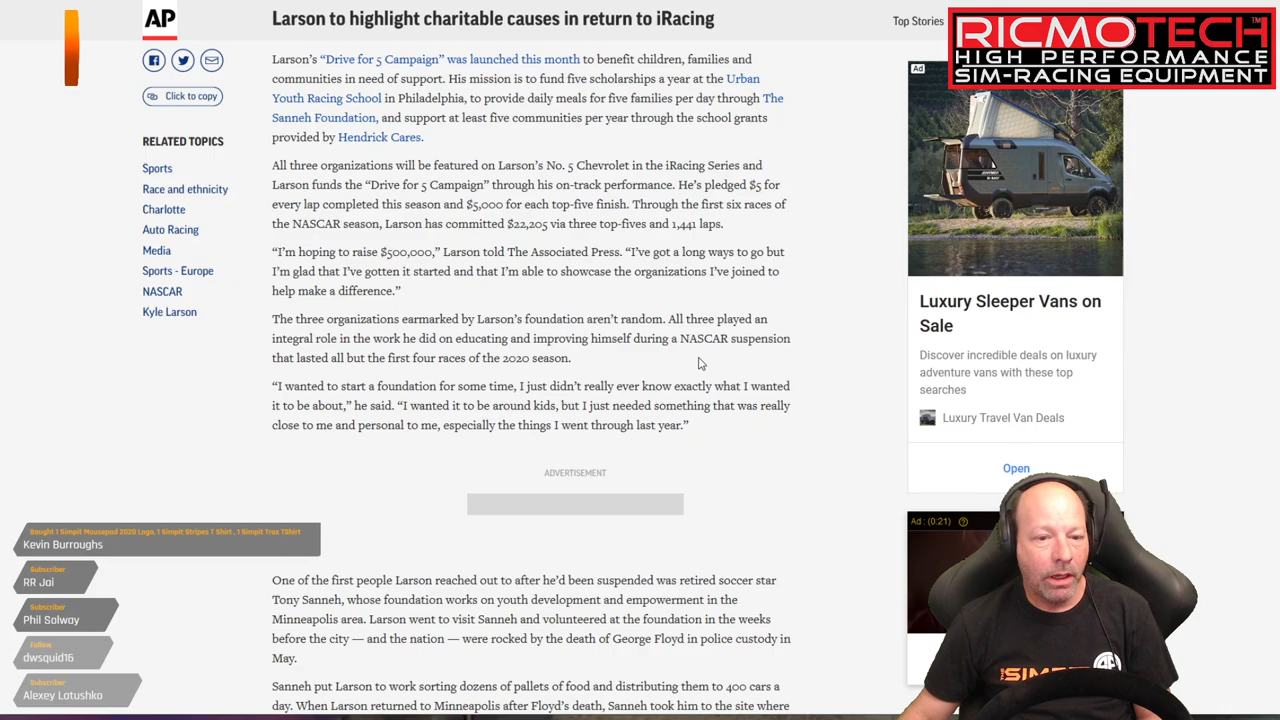 AP
Larson to highlight charitable causes in return to iRacing
Top Stories
RICMOTECH™
HIGH PERFORMANCE
SIM-RACING EQUIPMENT
Click to copy
RELATED TOPICS
Sports
Race and ethnicity
Charlotte
Auto Racing
Media
Sports - Europe
NASCAR
Kyle Larson
Larson's “Drive for 5 Campaign” was launched this month to benefit children, families and
communities in need of support. His mission is to fund five scholarships a year at the Urban
Youth Racing School in Philadelphia, to provide daily meals for five families per day through The
Sanneh Foundation, and support at least five communities per year through the school grants
provided by Hendrick Cares.
All three organizations will be featured on Larson's No. 5 Chevrolet in the iRacing Series and
Larson funds the “Drive for 5 Campaign” through his on-track performance. He's pledged $5 for
every lap completed this season and $5,000 for each top-five finish. Through the first six races of
the NASCAR season, Larson has committed $22,205 via three top-fives and 1,441 laps.
“I'm hoping to raise $500,000,” Larson told The Associated Press. “I've got a long ways to go but
I'm glad that I've gotten it started and that I'm able to showcase the organizations I've joined to
help make a difference.”
The three organizations earmarked by Larson's foundation aren't random. All three played an
integral role in the work he did on educating and improving himself during a NASCAR suspension
that lasted all but the first four races of the 2020 season.
“I wanted to start a foundation for some time, I just didn't really ever know exactly what I wanted
it to be about,” he said. “I wanted it to be around kids, but I just needed something that was really
close to me and personal to me, especially the things I went through last year.”
ADVERTISEMENT
One of the first people Larson reached out to after he'd been suspended was retired soccer star
Tony Sanneh, whose foundation works on youth development and empowerment in the
Minneapolis area. Larson went to visit Sanneh and volunteered at the foundation in the weeks
before the city — and the nation — were rocked by the death of George Floyd in police custody in
May.
Sanneh put Larson to work sorting dozens of pallets of food and distributing them to 400 cars a
day. When Larson returned to Minneapolis after Floyd's death, Sanneh took him to the site where
Ad
Luxury Sleeper Vans on
Sale
Discover incredible deals on luxury
adventure vans with these top
searches
Luxury Travel Van Deals
Open
Ad : (0:21)
Bought 1 Simpit Mousepad 2020 Logo, 1 Simpit Stripes T Shirt , 1 Simpit Trax TShirt
Kevin Burroughs
Subscriber
RR Jai
Subscriber
Phil Solway
Follow
dwsquid16
Subscriber
Alexey Latushko